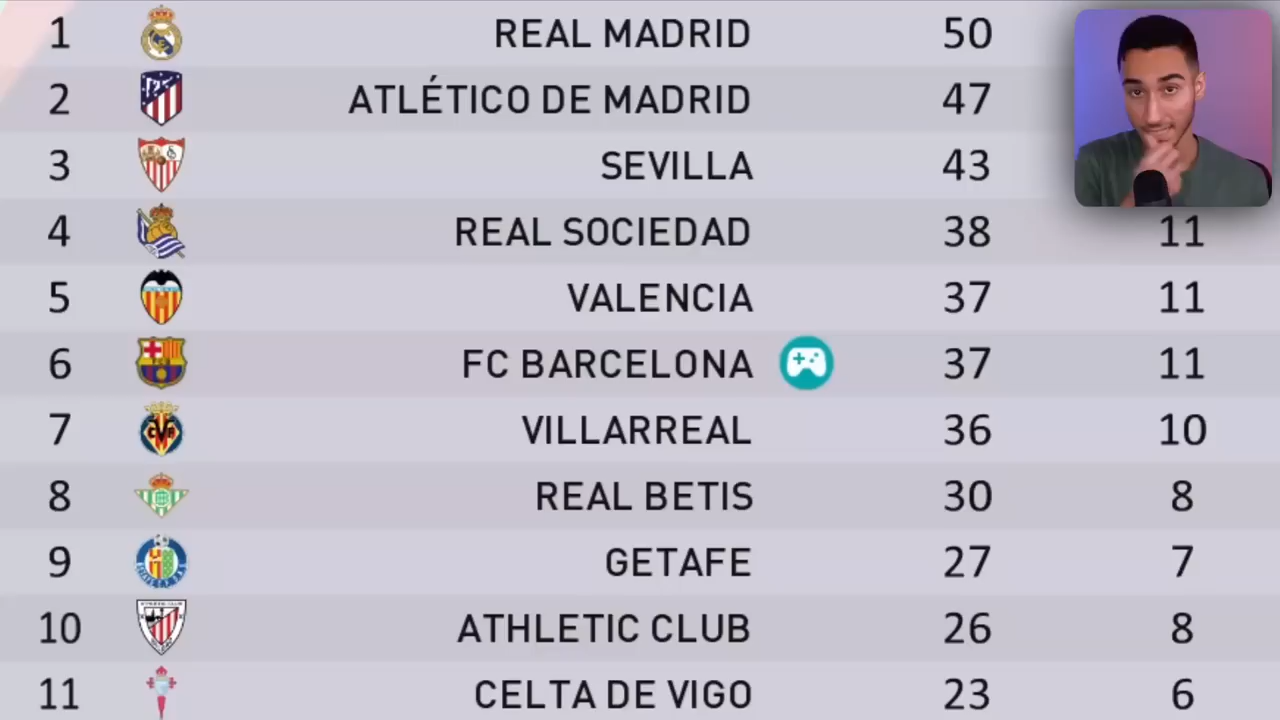 1 REAL MADRID 50
2 ATLÉTICO DE MADRID 47
3 SEVILLA 43
4 REAL SOCIEDAD 38 11
5 VALENCIA 37 11
6 FC BARCELONA 37 11
7 VILLARREAL 36 10
8 REAL BETIS 30 8
9 GETAFE 27 7
10 ATHLETIC CLUB 26 8
11 CELTA DE VIGO 23 6